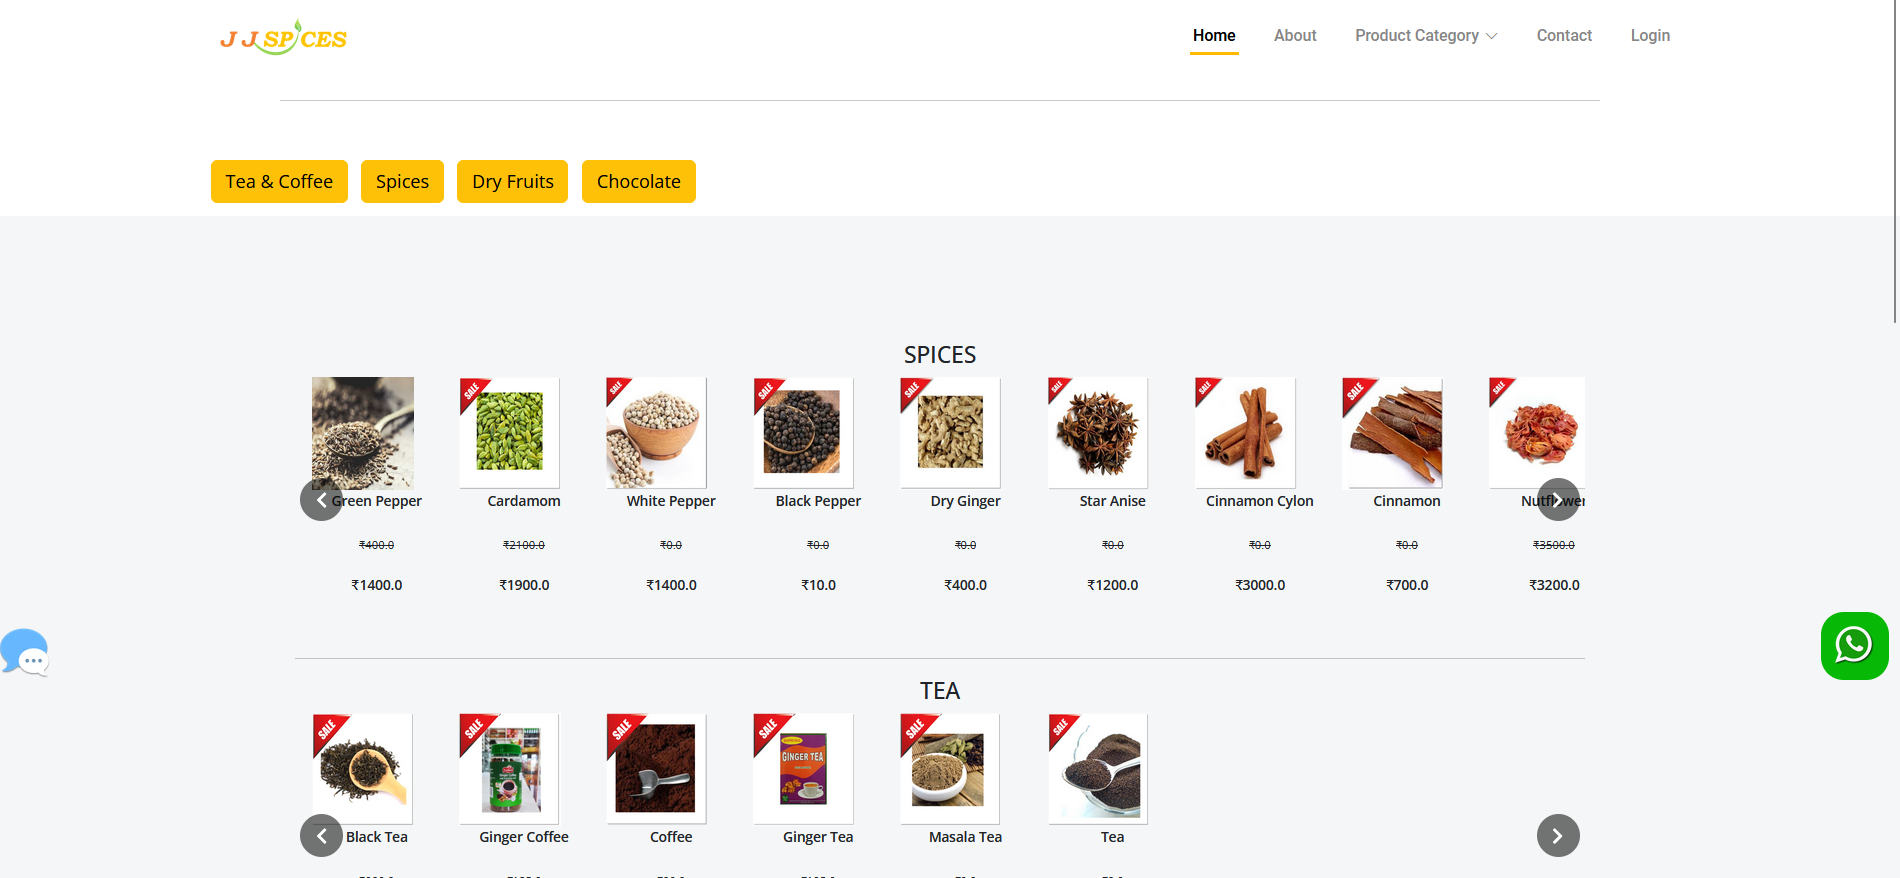 J J SPICES
Home About Product Category Contact Login
Tea & Coffee Spices Dry Fruits Chocolate
SPICES
SALE SALE SALE SALE SALE SALE SALE SALE
Green Pepper Cardamom White Pepper Black Pepper Dry Ginger Star Anise Cinnamon Cylon Cinnamon Nutflower
₹400.0 ₹2100.0 ₹0.0 ₹0.0 ₹0.0 ₹0.0 ₹0.0 ₹0.0 ₹3500.0
₹1400.0 ₹1900.0 ₹1400.0 ₹10.0 ₹400.0 ₹1200.0 ₹3000.0 ₹700.0 ₹3200.0
TEA
SALE SALE SALE SALE SALE SALE
GINGER TEA
Black Tea Ginger Coffee Coffee Ginger Tea Masala Tea Tea